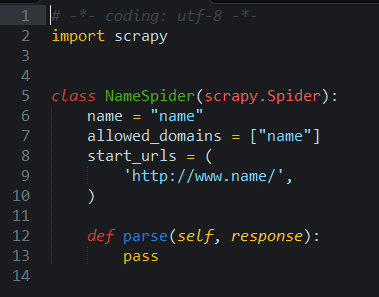 1 # -*- coding: utf-8 -*-
2 import scrapy
3
4
5 class NameSpider(scrapy.Spider):
6     name = "name"
7     allowed_domains = ["name"]
8     start_urls = (
9         'http://www.name/',
10     )
11
12     def parse(self, response):
13         pass
14